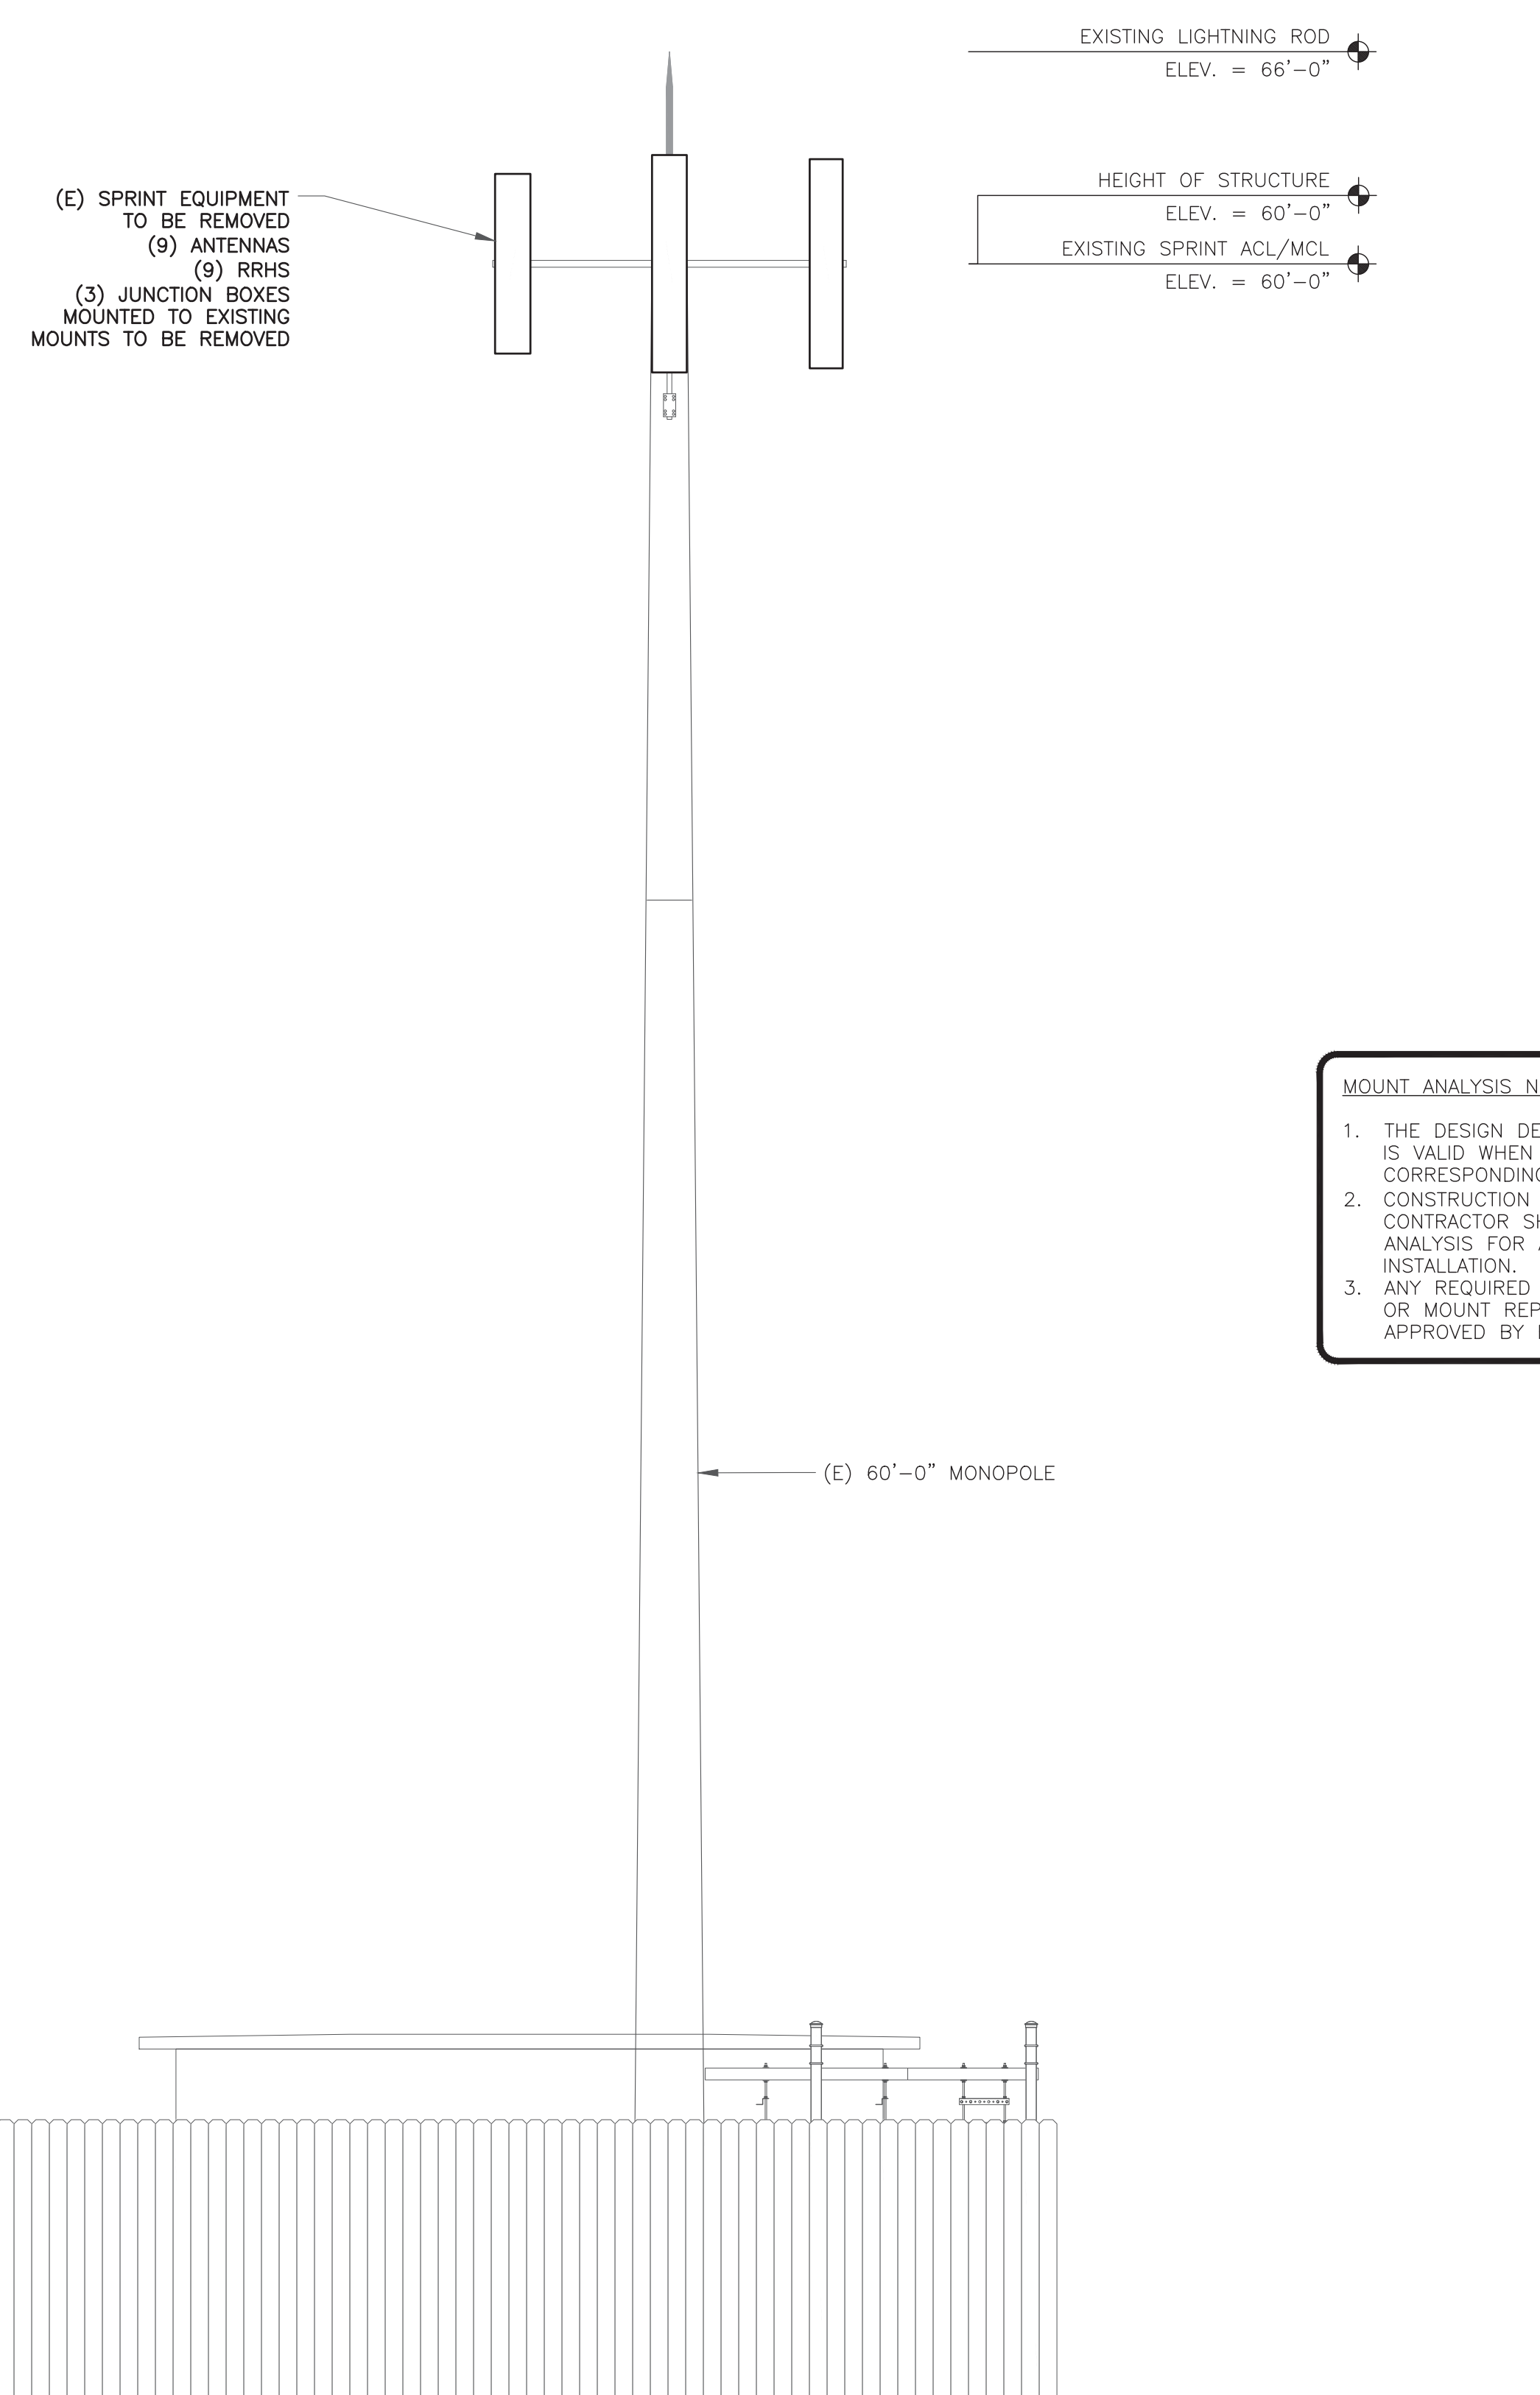 EXISTING LIGHTNING ROD
ELEV. = 66'-0"
HEIGHT OF STRUCTURE
ELEV. = 60'-0"
EXISTING SPRINT ACL/MCL
ELEV. = 60'-0"
(E) SPRINT EQUIPMENT
TO BE REMOVED
(9) ANTENNAS
(9) RRHS
(3) JUNCTION BOXES
MOUNTED TO EXISTING
MOUNTS TO BE REMOVED
MOUNT ANALYSIS
1. THE DESIGN
IS VALID WHEN
2. CONSTRUCTION
CONTRACTOR
ANALYSIS FOR
INSTALLATION.
3. ANY REQUIRED
OR MOUNT
APPROVED BY
(E) 60'-0" MONOPOLE